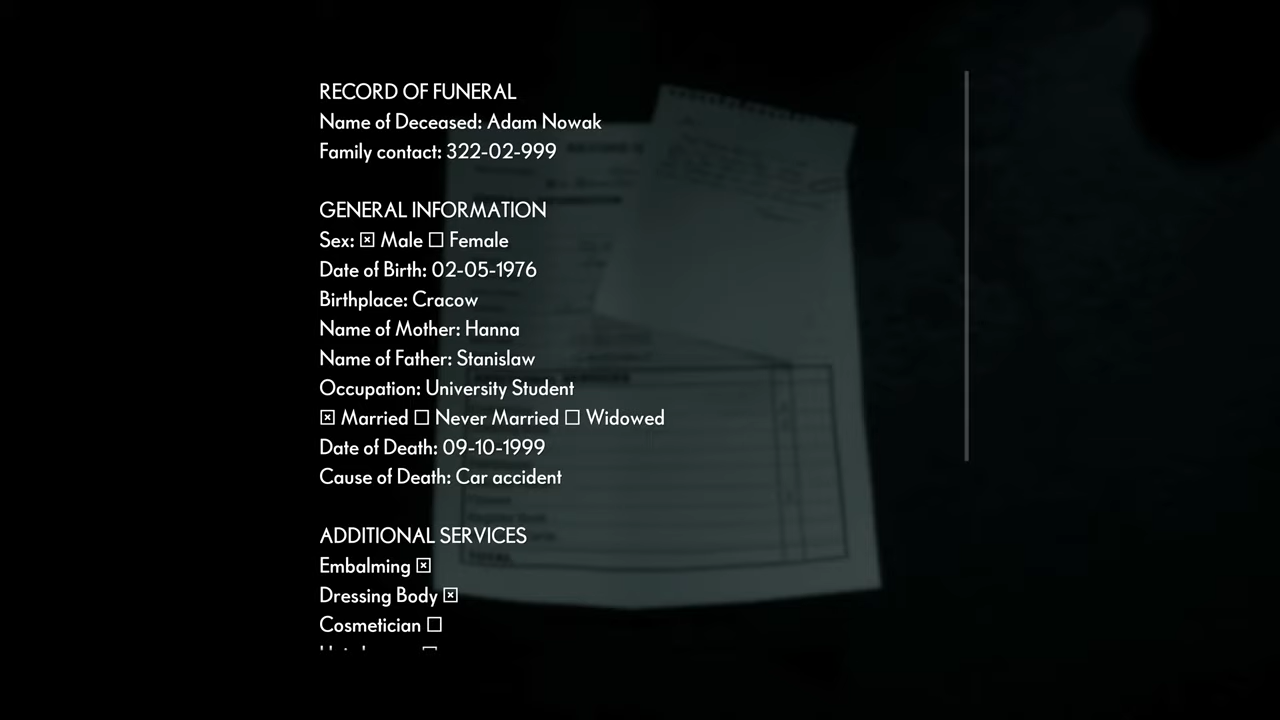 RECORD OF FUNERAL
Name of Deceased: Adam Nowak
Family contact: 322-02-999
GENERAL INFORMATION
Sex: ☒ Male ☐ Female
Date of Birth: 02-05-1976
Birthplace: Cracow
Name of Mother: Hanna
Name of Father: Stanislaw
Occupation: University Student
☒ Married ☐ Never Married ☐ Widowed
Date of Death: 09-10-1999
Cause of Death: Car accident
ADDITIONAL SERVICES
Embalming ☒
Dressing Body ☒
Cosmetician ☐